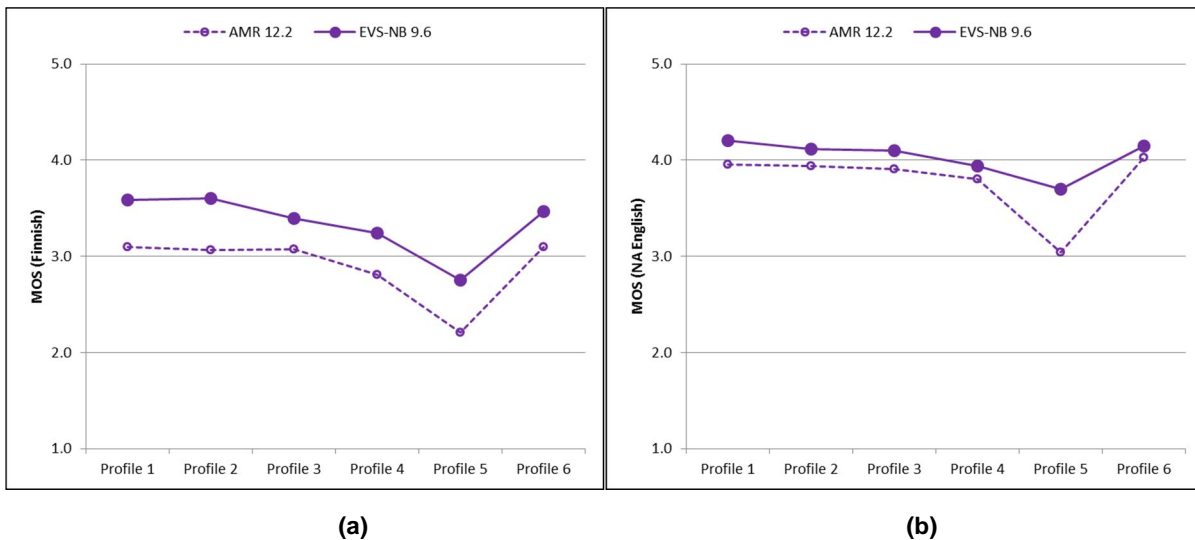 AMR 12.2 EVS-NB 9.6
5.0
4.0
3.0
2.0
1.0
MOS (Finnish)
Profile 1 Profile 2 Profile 3 Profile 4 Profile 5 Profile 6
(a)
AMR 12.2 EVS-NB 9.6
5.0
4.0
3.0
2.0
1.0
MOS (NA English)
Profile 1 Profile 2 Profile 3 Profile 4 Profile 5 Profile 6
(b)